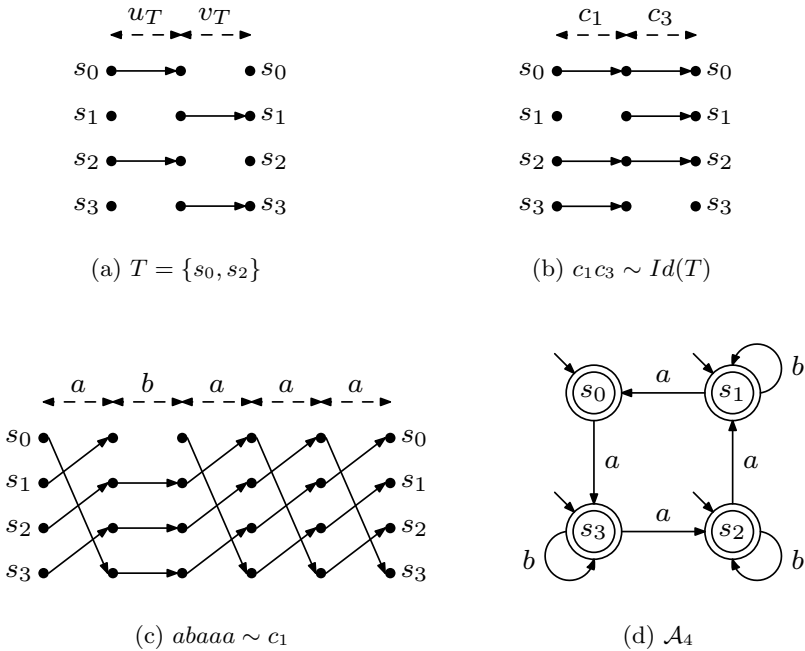 u_T v_T
s_0 s_0
s_1 s_1
s_2 s_2
s_3 s_3
(a) T = {s_0, s_2}
c_1 c_3
s_0 s_0
s_1 s_1
s_2 s_2
s_3 s_3
(b) c_1c_3 ∼ Id(T)
a b a a a
s_0 s_0
s_1 s_1
s_2 s_2
s_3 s_3
(c) abaaa ∼ c_1
s_0 a s_1 b
a a
b s_3 a s_2 b
(d) 𝒜_4